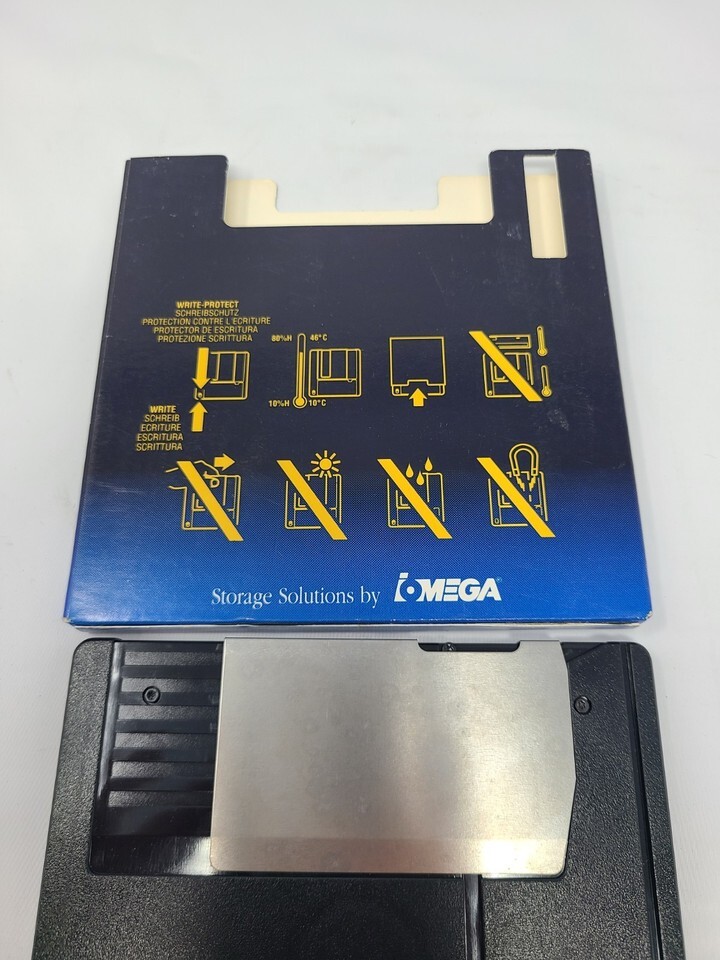 WRITE-PROTECT
SCHREIBSCHUTZ
PROTECTION CONTRE L'ECRITURE
PROTECTOR DE ESCRITURA
PROTEZIONE SCRITTURA
80%H 46°C
10%H 10°C
WRITE
SCHREIB
ECRITURE
ESCRITURA
SCRITTURA
Storage Solutions by iOMEGA